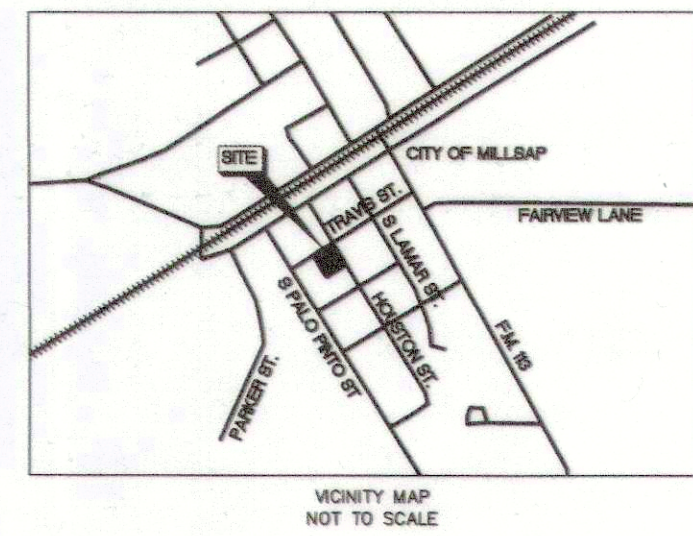 SITE
CITY OF MILLSAP
TRAVIS ST.
FAIRVIEW LANE
S LAMAR ST.
S PALO PINTO ST
HOUSTON ST.
F.M. 113
PARKER ST.
VICINITY MAP
NOT TO SCALE